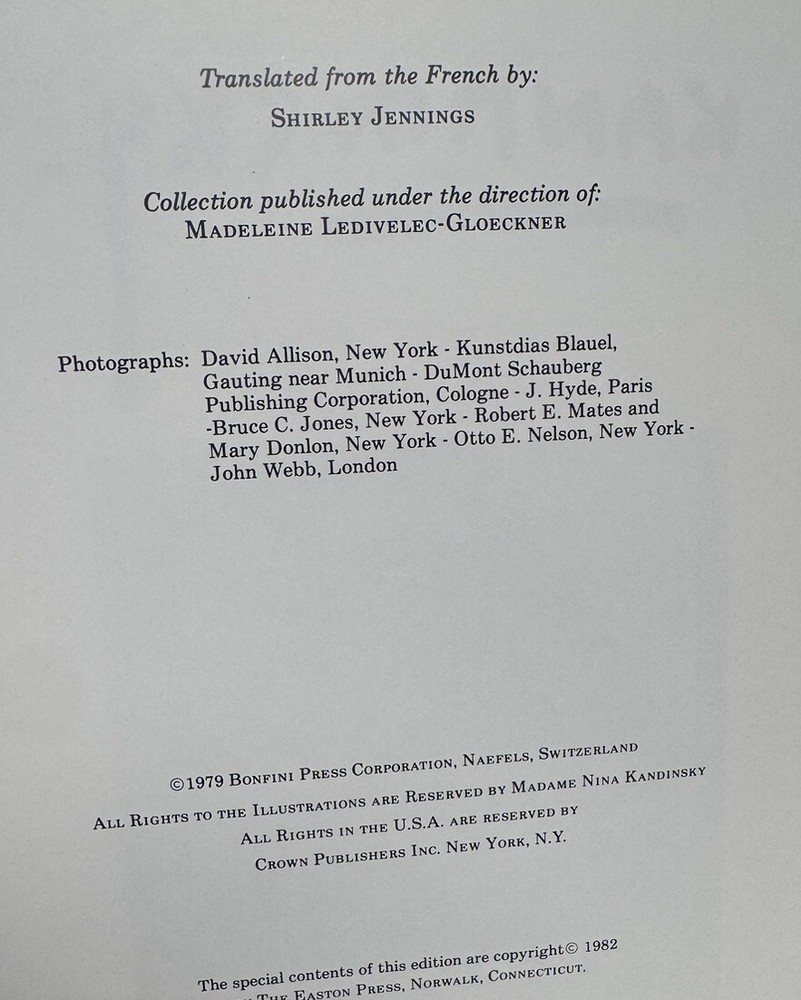 Translated from the French by:
SHIRLEY JENNINGS
Collection published under the direction of:
MADELEINE LEDIVELEC-GLOECKNER
Photographs: David Allison, New York - Kunstdias Blauel,
Gauting near Munich - DuMont Schauberg
Publishing Corporation, Cologne - J. Hyde, Paris
-Bruce C. Jones, New York - Robert E. Mates and
Mary Donlon, New York - Otto E. Nelson, New York -
John Webb, London
©1979 BONFINI PRESS CORPORATION, NAEFELS, SWITZERLAND
ALL RIGHTS TO THE ILLUSTRATIONS ARE RESERVED BY MADAME NINA KANDINSKY
ALL RIGHTS IN THE U.S.A. ARE RESERVED BY
CROWN PUBLISHERS INC. NEW YORK, N.Y.
The special contents of this edition are copyright© 1982
THE EASTON PRESS, NORWALK, CONNECTICUT.